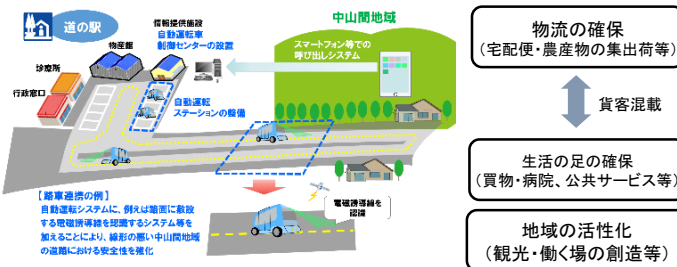 道の駅
情報提供施設
自動運転車
制御センターの設置
物産館
診療所
行政窓口
自動運転
ステーションの整備
中山間地域
スマートフォン等での
呼び出しシステム
【路車連携の例】
自動運転システムに、例えば路面に敷設
する電磁誘導線を認識するシステム等を
加えることにより、線形の悪い中山間地域
の道路における安全性を強化
電磁誘導線を
認識
物流の確保
(宅配便・農産物の集出荷等)
貨客混載
生活の足の確保
(買物・病院、公共サービス等)
地域の活性化
(観光・働く場の創造等)